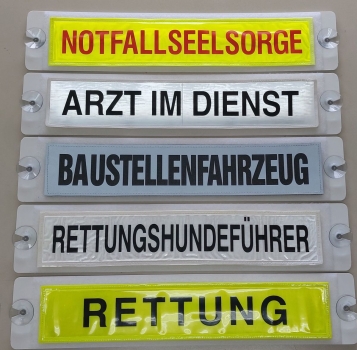 NOTFALLSEELSORGE
ARZT IM DIENST
BAUSTELLENFAHRZEUG
RETTUNGSHUNDEFÜHRER
RETTUNG